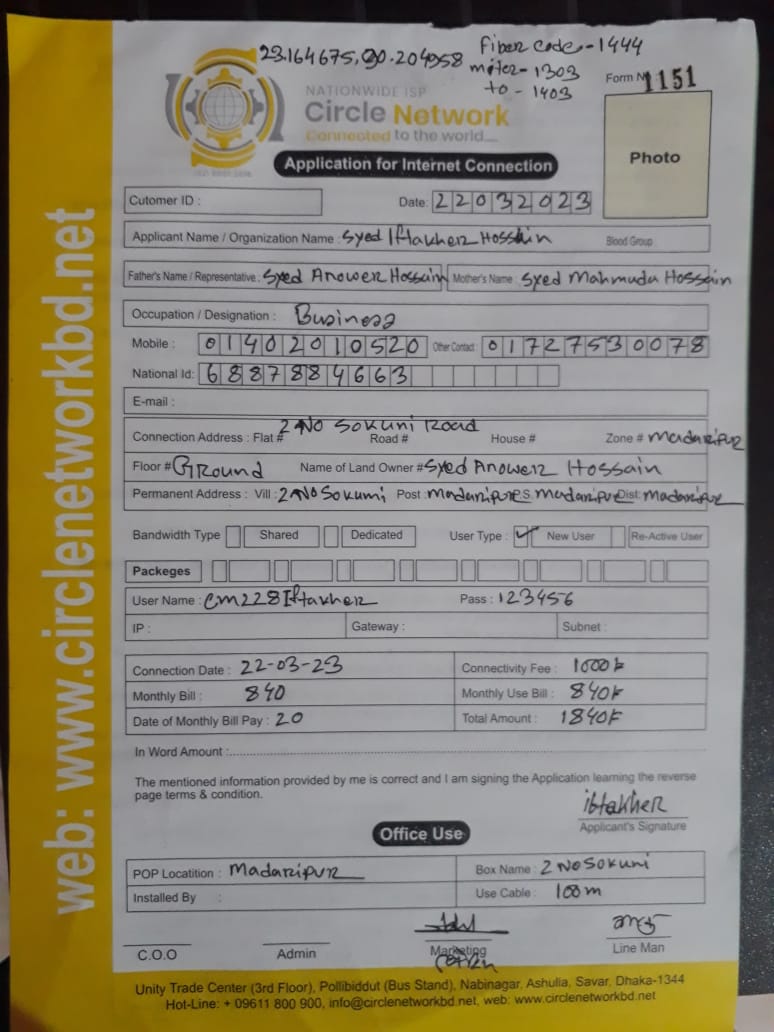 23.164675,90.204958
Fiber code - 1444
miter - 1303
to - 1403
Form No : 1151
NATIONWIDE ISP
Circle Network
Connected to the world....
Photo
Application for Internet Connection
Cutomer ID :
Date: 22032023
Applicant Name / Organization Name : Syed Iftakher Hossain Blood Group
Father's Name / Representative : Syed Anower Hossain Mother's Name : Syed Mahmuda Hossain
Occupation / Designation : Business
Mobile : 01402010520 Other Contact : 01727530078
National Id: 6887884663
E-mail :
Connection Address : Flat # 2 No Sokuni Road Road # House # Zone # Madaripur
Floor # Ground Name of Land Owner # Syed Anower Hossain
Permanent Address : Vill : 2 No Sokuni Post : Madaripur P.S Madaripur Dist: Madaripur
Bandwidth Type Shared Dedicated User Type : ✓ New User Re-Active User
Packeges
User Name : cm228Iftakher Pass : 123456
IP : Gateway : Subnet :
Connection Date : 22-03-23 Connectivity Fee : 1000৳
Monthly Bill : 840 Monthly Use Bill : 840৳
Date of Monthly Bill Pay : 20 Total Amount : 1840৳
In Word Amount :
The mentioned information provided by me is correct and I am signing the Application learning the reverse
page terms & condition.
iftakher
Applicant's Signature
Office Use
POP Locatition : Madaripur Box Name : 2 No Sokuni
Installed By : Use Cable : 100m
C.O.O Admin Marketing Line Man
Unity Trade Center (3rd Floor), Pollibiddut (Bus Stand), Nabinagar, Ashulia, Savar, Dhaka-1344
Hot-Line: + 09611 800 900, info@circlenetworkbd.net, web: www.circlenetworkbd.net
web: www.circlenetworkbd.net